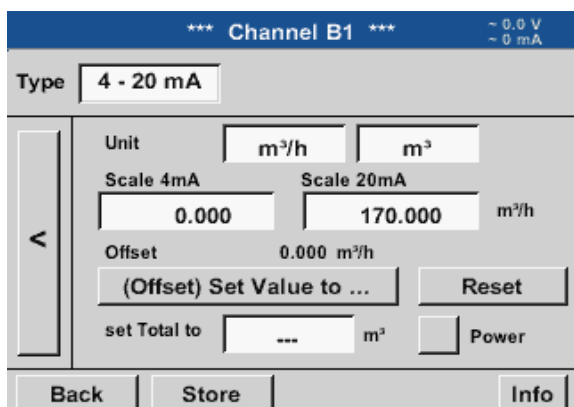 *** Channel B1 *** ~ 0.0 V
~ 0 mA
Type 4 - 20 mA
Unit m³/h m³
Scale 4mA Scale 20mA
0.000 170.000 m³/h
<
Offset 0.000 m³/h
(Offset) Set Value to ... Reset
set Total to --- m³ Power
Back Store Info